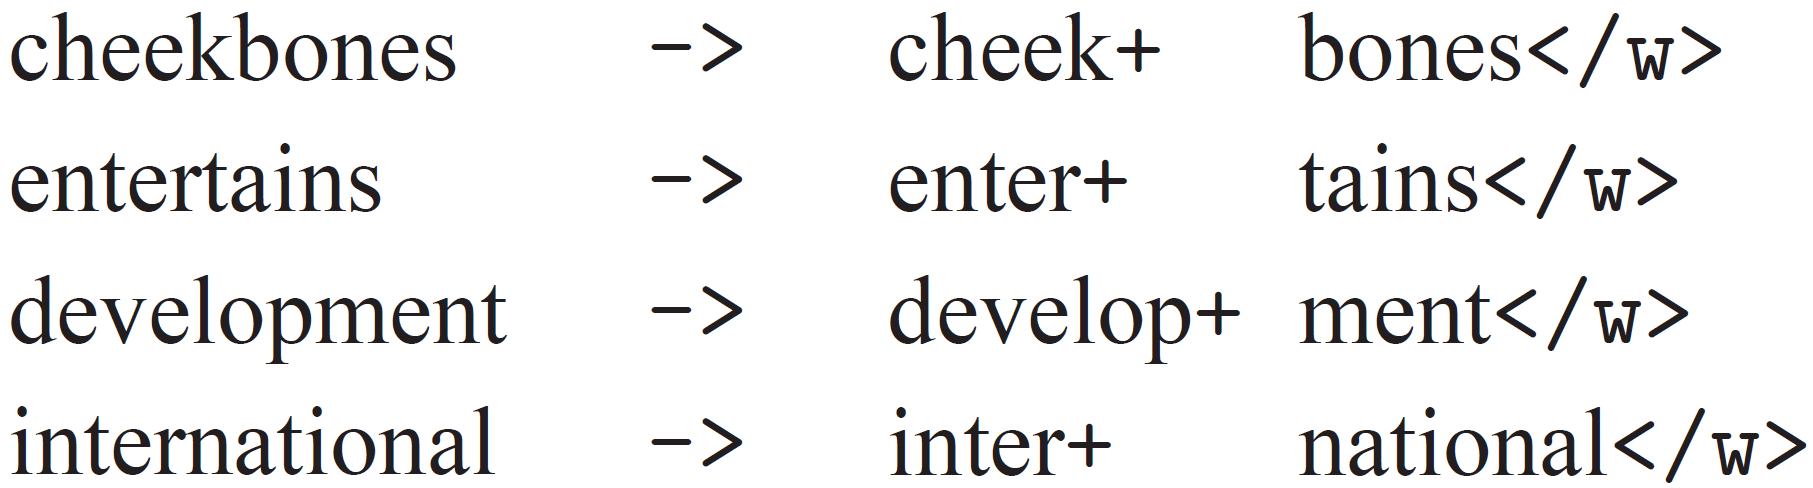 cheekbones -> cheek+ bones</w>
entertains -> enter+ tains</w>
development -> develop+ ment</w>
international -> inter+ national</w>